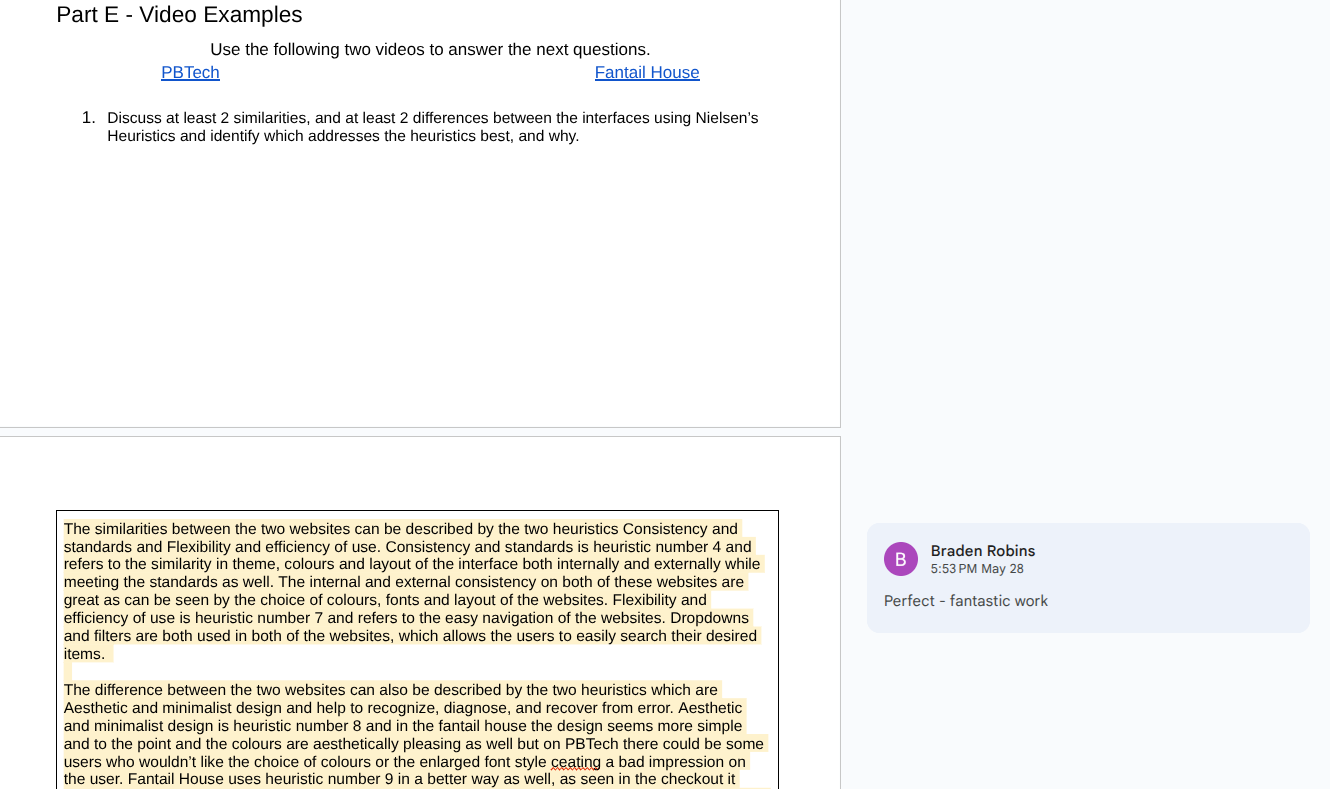 Part E - Video Examples
Use the following two videos to answer the next questions.
PBTech
Fantail House
1. Discuss at least 2 similarities, and at least 2 differences between the interfaces using Nielsen’s
Heuristics and identify which addresses the heuristics best, and why.
The similarities between the two websites can be described by the two heuristics Consistency and
standards and Flexibility and efficiency of use. Consistency and standards is heuristic number 4 and
refers to the similarity in theme, colours and layout of the interface both internally and externally while
meeting the standards as well. The internal and external consistency on both of these websites are
great as can be seen by the choice of colours, fonts and layout of the websites. Flexibility and
efficiency of use is heuristic number 7 and refers to the easy navigation of the websites. Dropdowns
and filters are both used in both of the websites, which allows the users to easily search their desired
items.
The difference between the two websites can also be described by the two heuristics which are
Aesthetic and minimalist design and help to recognize, diagnose, and recover from error. Aesthetic
and minimalist design is heuristic number 8 and in the fantail house the design seems more simple
and to the point and the colours are aesthetically pleasing as well but on PBTech there could be some
users who wouldn’t like the choice of colours or the enlarged font style ceating a bad impression on
the user. Fantail House uses heuristic number 9 in a better way as well, as seen in the checkout it
B
Braden Robins
5:53 PM May 28
Perfect - fantastic work